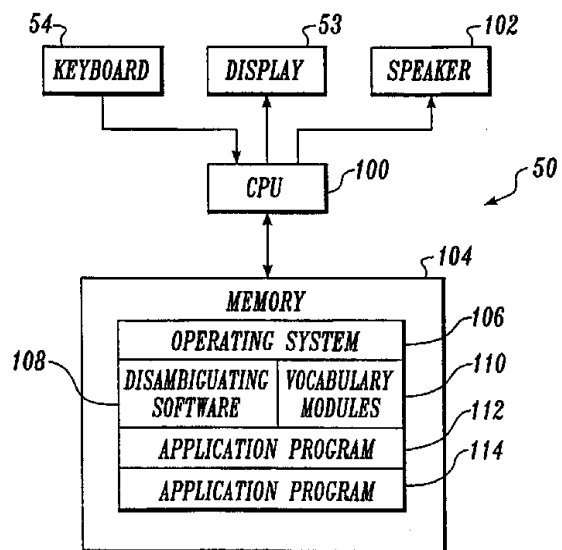 54 53 102
KEYBOARD DISPLAY SPEAKER
CPU 100 50
104
MEMORY
OPERATING SYSTEM 106
108 DISAMBIGUATING VOCABULARY 110
SOFTWARE MODULES
112
APPLICATION PROGRAM
114
APPLICATION PROGRAM